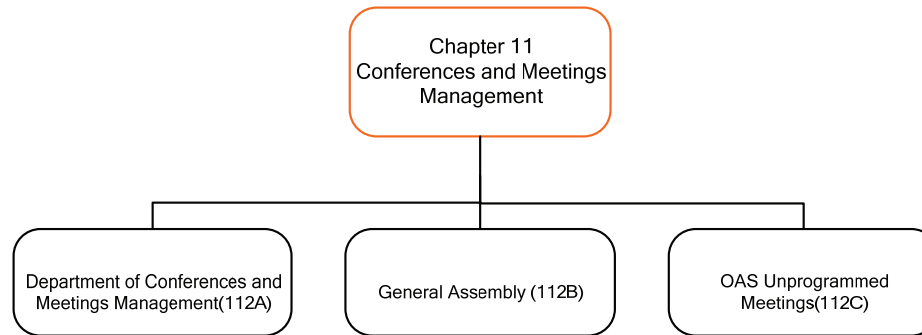 Chapter 11
Conferences and Meetings
Management
Department of Conferences and
Meetings Management(112A)
General Assembly (112B)
OAS Unprogrammed
Meetings(112C)